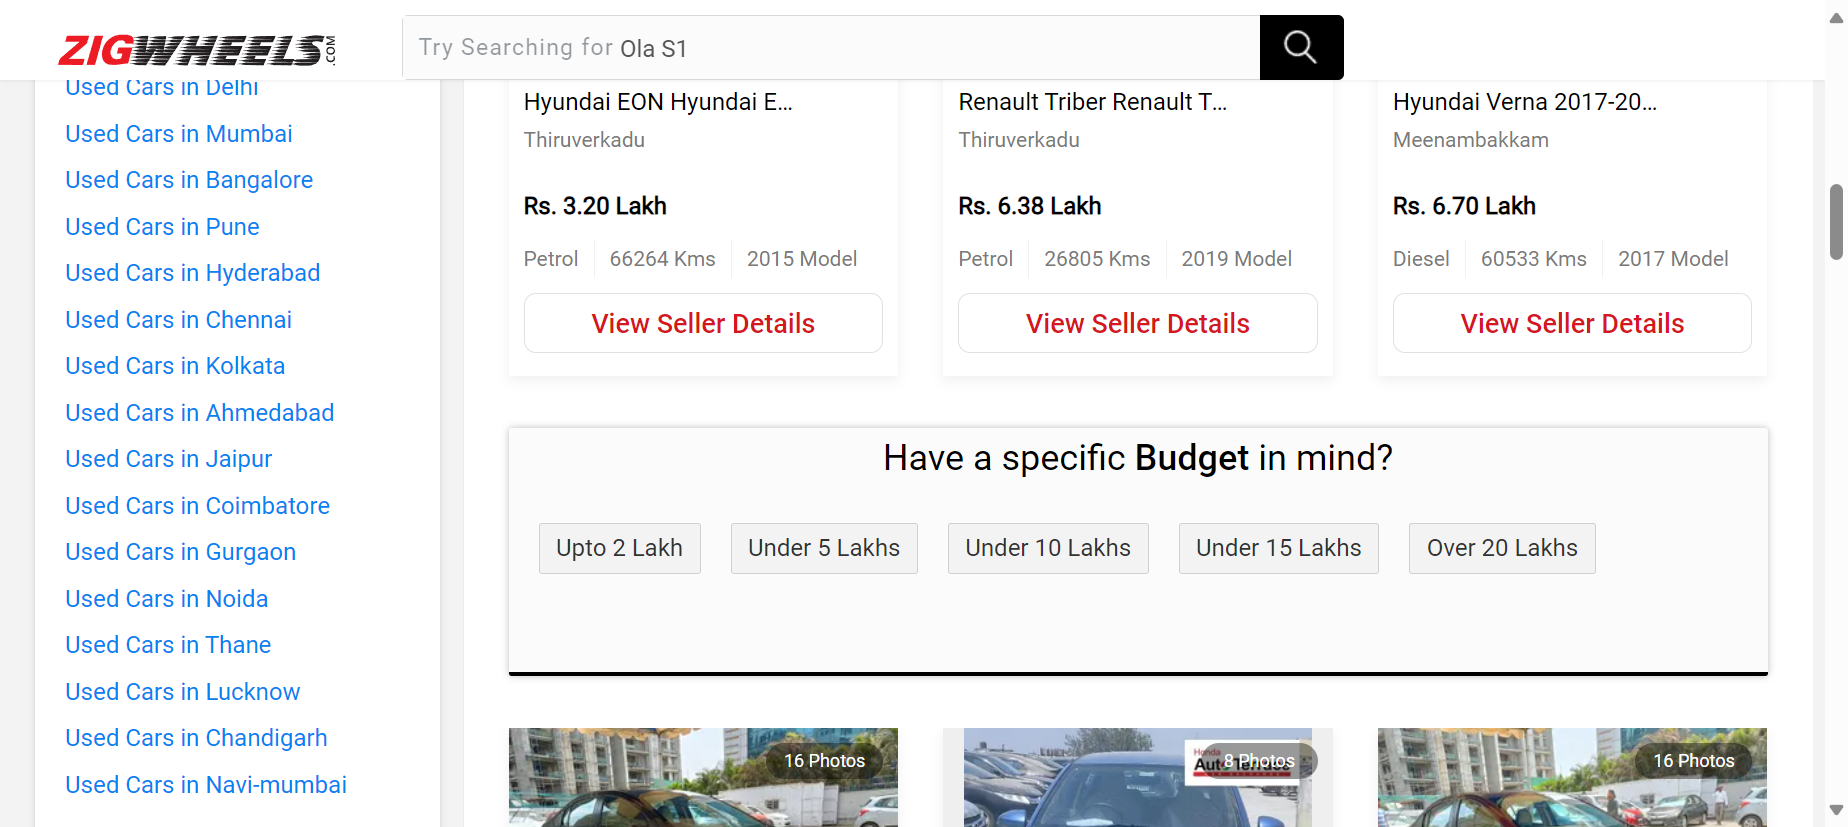 ZIGWHEELS.COM
Try Searching for Ola S1
Used Cars in Delhi
Used Cars in Mumbai
Used Cars in Bangalore
Used Cars in Pune
Used Cars in Hyderabad
Used Cars in Chennai
Used Cars in Kolkata
Used Cars in Ahmedabad
Used Cars in Jaipur
Used Cars in Coimbatore
Used Cars in Gurgaon
Used Cars in Noida
Used Cars in Thane
Used Cars in Lucknow
Used Cars in Chandigarh
Used Cars in Navi-mumbai
Hyundai EON Hyundai E...
Thiruverkadu
Rs. 3.20 Lakh
Petrol 66264 Kms 2015 Model
View Seller Details
Renault Triber Renault T...
Thiruverkadu
Rs. 6.38 Lakh
Petrol 26805 Kms 2019 Model
View Seller Details
Hyundai Verna 2017-20...
Meenambakkam
Rs. 6.70 Lakh
Diesel 60533 Kms 2017 Model
View Seller Details
Have a specific Budget in mind?
Upto 2 Lakh
Under 5 Lakhs
Under 10 Lakhs
Under 15 Lakhs
Over 20 Lakhs
16 Photos
Honda
8 Photos
16 Photos